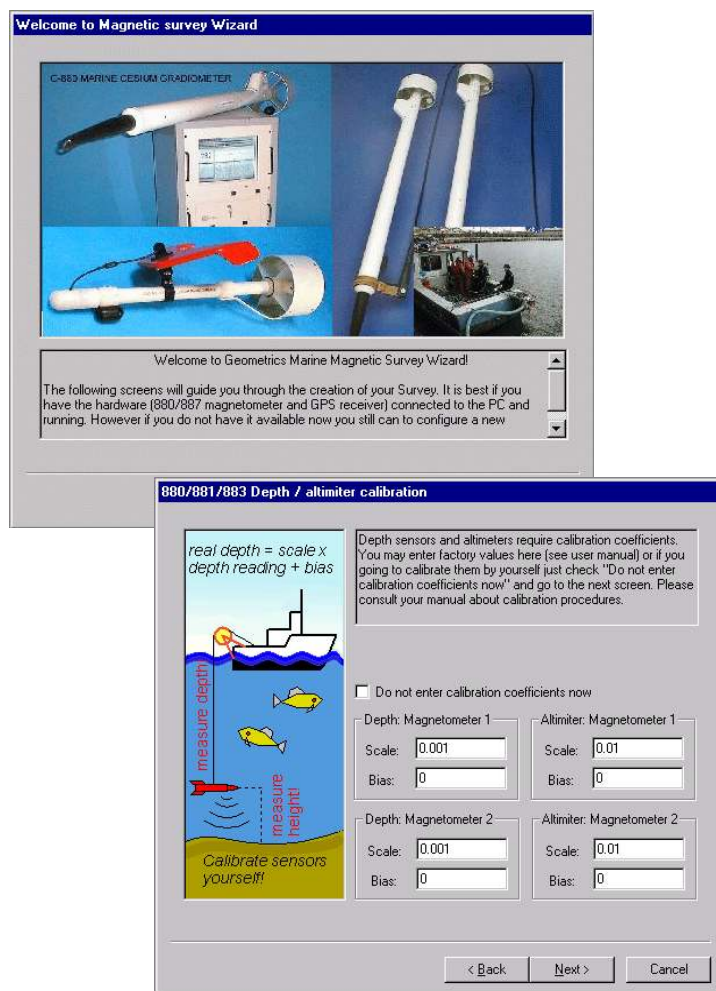 Welcome to Magnetic survey Wizard
C-880 MARINE CESIUM GRADIOMETER
Welcome to Geometrics Marine Magnetic Survey Wizard!
The following screens will guide you through the creation of your Survey. It is best if you
have the hardware (880/887 magnetometer and GPS receiver) connected to the PC and
running. However if you do not have it available now you still can to configure a new
880/881/883 Depth / altimiter calibration
real depth = scale x
depth reading + bias
measure depth!
measure
height!
Calibrate sensors
yourself!
Depth sensors and altimeters require calibration coefficients.
You may enter factory values here (see user manual) or if you
going to calibrate them by yourself just check "Do not enter
calibration coefficients now" and go to the next screen. Please
consult your manual about calibration procedures.
Do not enter calibration coefficients now
Depth: Magnetometer 1
Scale: 0.001
Bias: 0
Altimiter: Magnetometer 1
Scale: 0.01
Bias: 0
Depth: Magnetometer 2
Scale: 0.001
Bias: 0
Altimiter: Magnetometer 2
Scale: 0.01
Bias: 0
< Back
Next >
Cancel